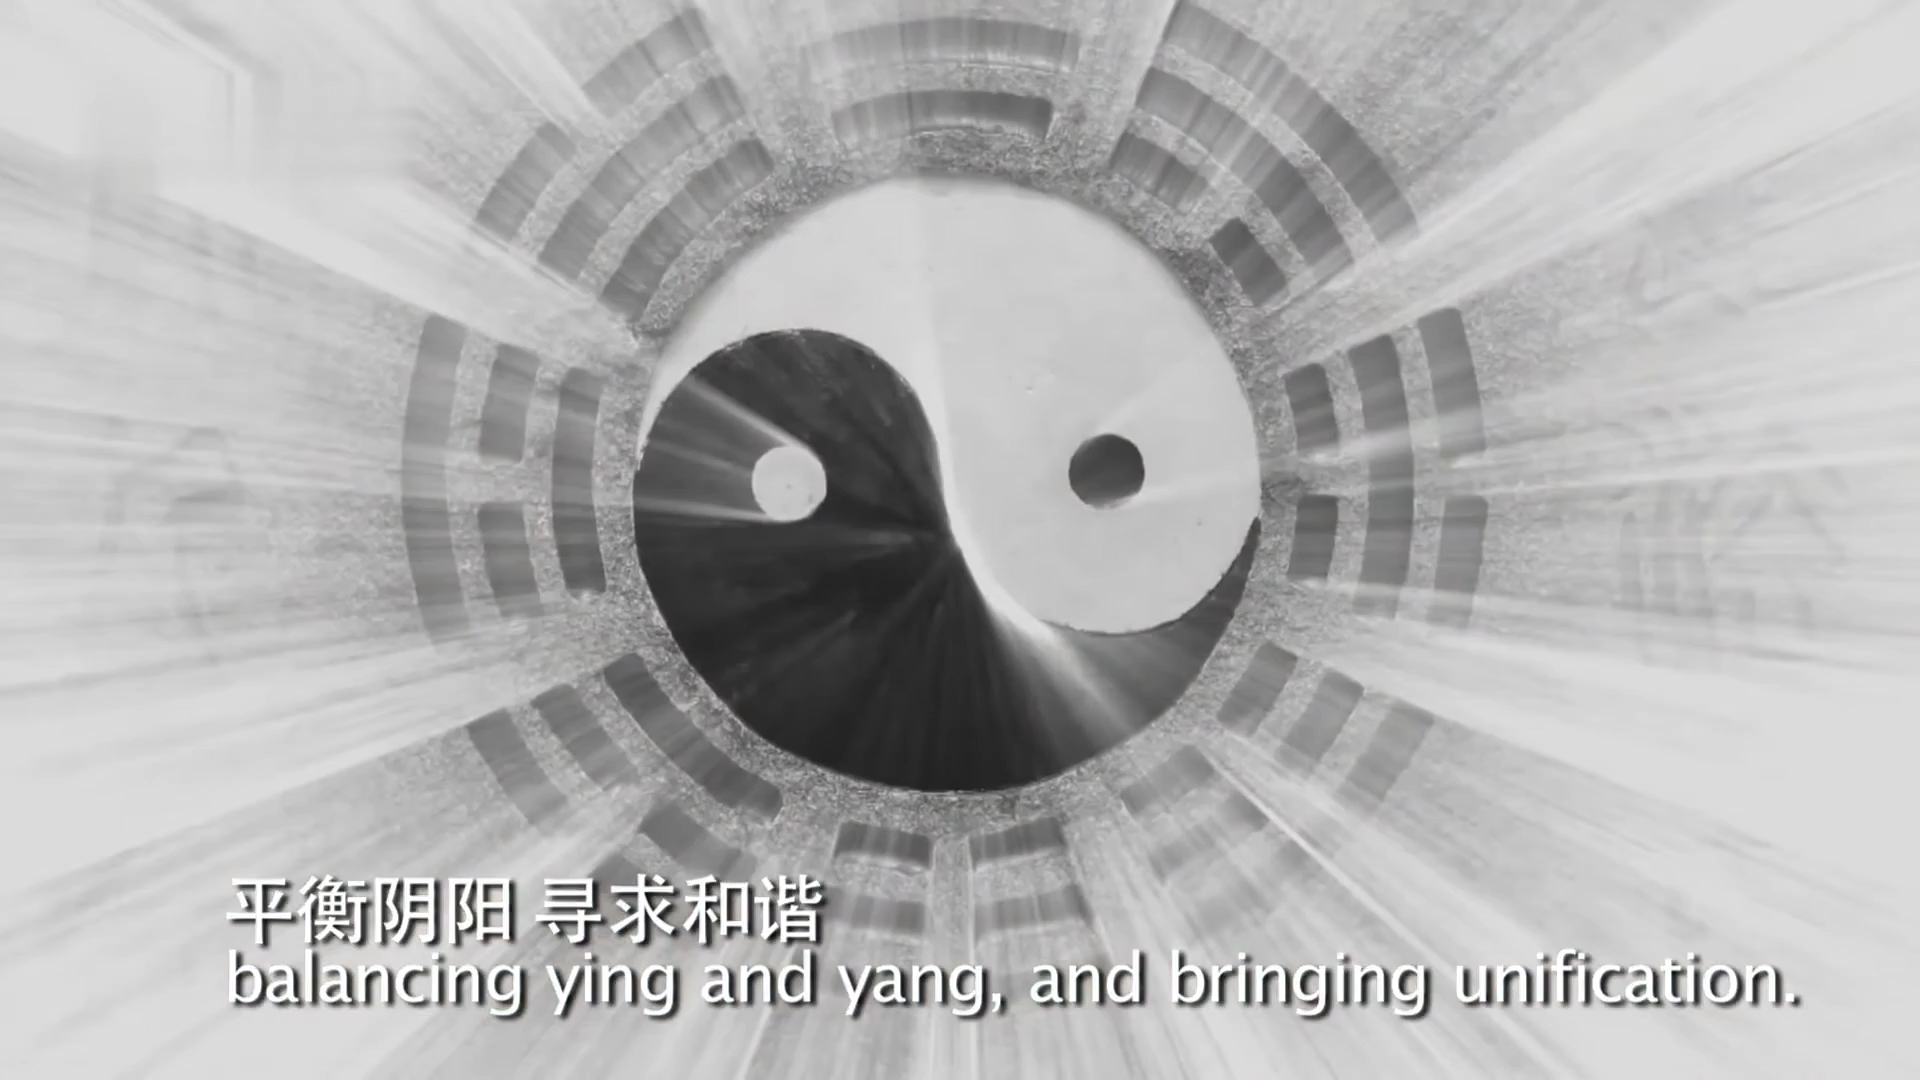 平衡阴阳 寻求和谐
balancing ying and yang, and bringing unification.